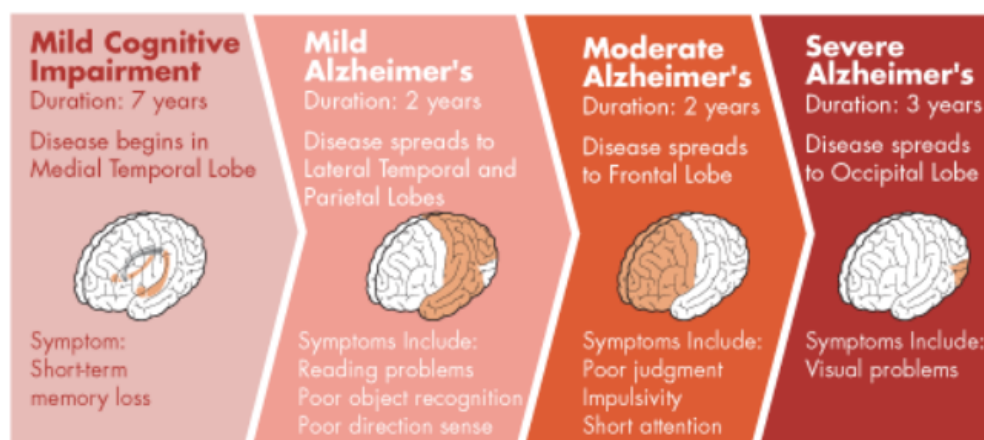 Mild Cognitive
Impairment
Duration: 7 years
Disease begins in
Medial Temporal Lobe
Symptom:
Short-term
memory loss
Mild
Alzheimer's
Duration: 2 years
Disease spreads to
Lateral Temporal and
Parietal Lobes
Symptoms Include:
Reading problems
Poor object recognition
Poor direction sense
Moderate
Alzheimer's
Duration: 2 years
Disease spreads
to Frontal Lobe
Symptoms Include:
Poor judgment
Impulsivity
Short attention
Severe
Alzheimer's
Duration: 3 years
Disease spreads
to Occipital Lobe
Symptoms Include:
Visual problems